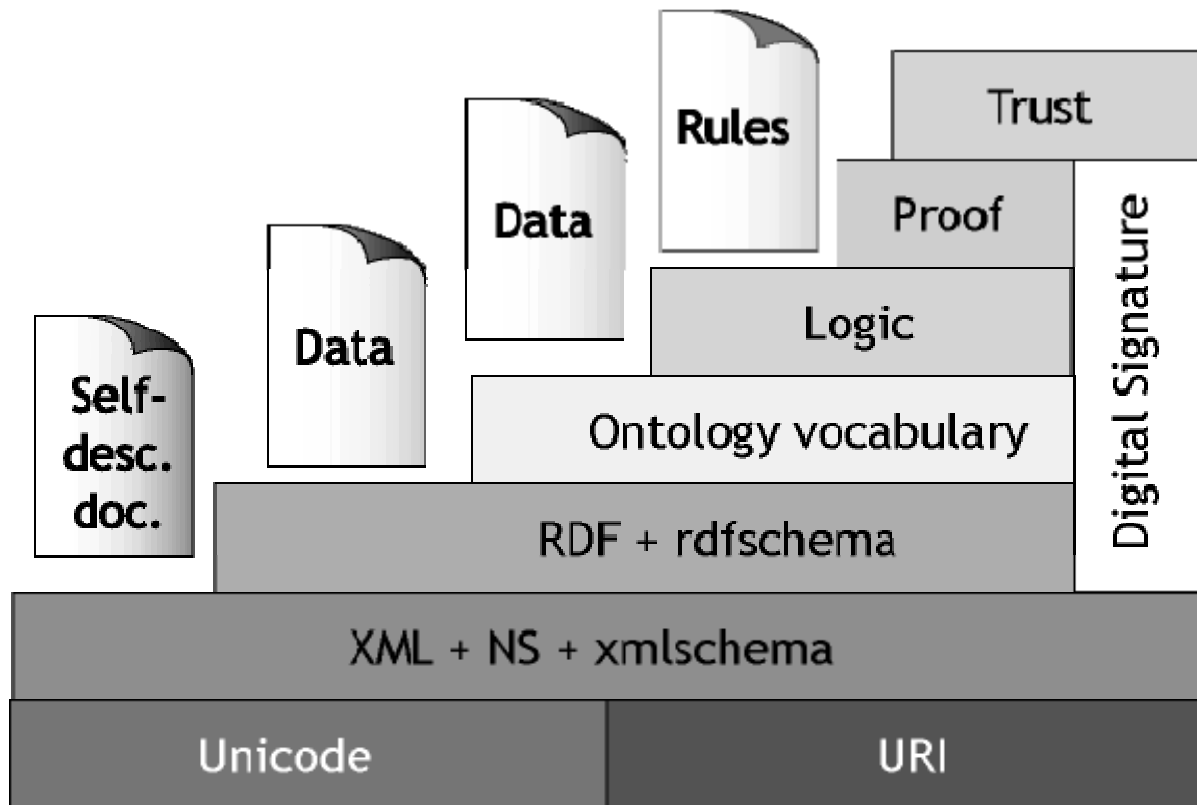 Rules
Trust
Data
Proof
Data
Logic
Self-
desc.
doc.
Ontology vocabulary
Digital Signature
RDF + rdfschema
XML + NS + xmlschema
Unicode
URI